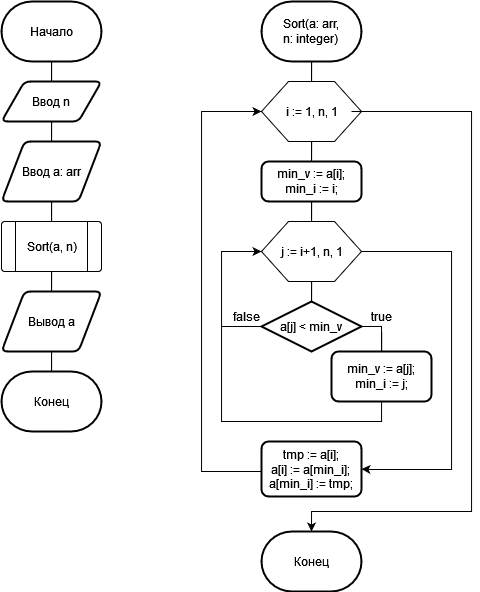 Начало
Ввод n
Ввод a: arr
Sort(a, n)
Вывод a
Конец
Sort(a: arr,
n: integer)
i := 1, n, 1
min_v := a[i];
min_i := i;
j := i+1, n, 1
false
true
a[j] < min_v
min_v := a[j];
min_i := j;
tmp := a[i];
a[i] := a[min_i];
a[min_i] := tmp;
Конец